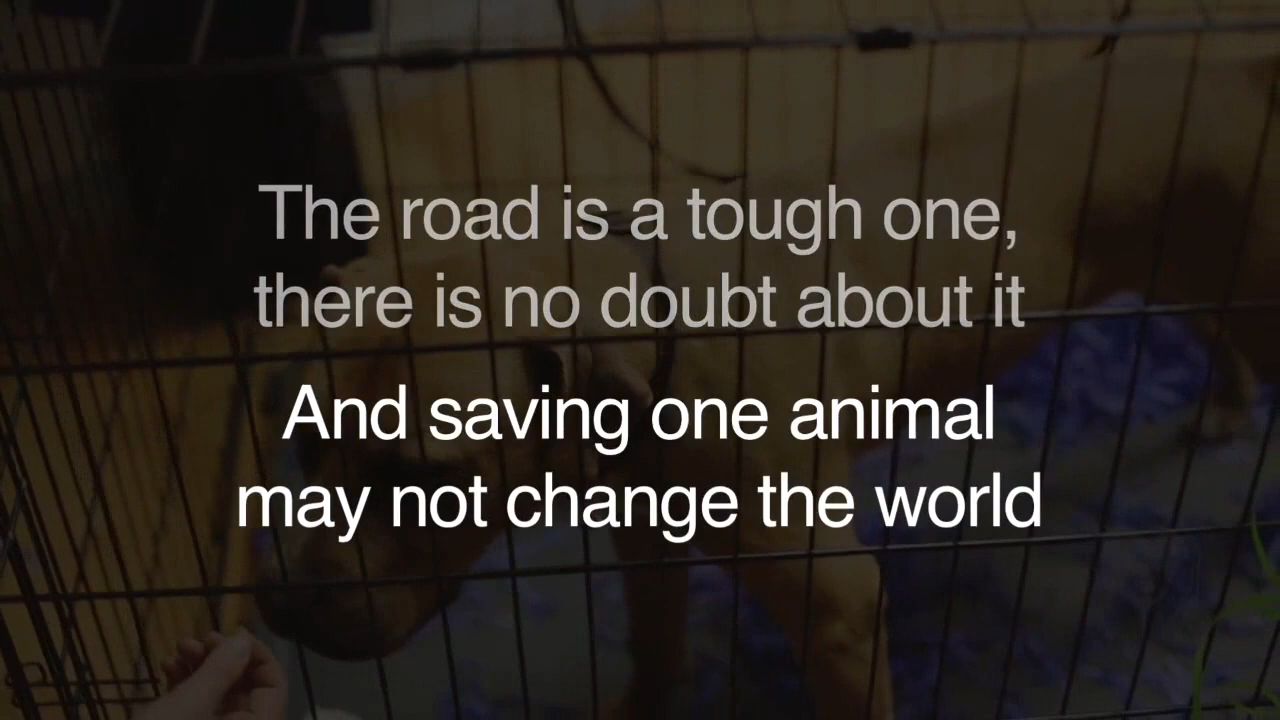 The road is a tough one,
there is no doubt about it
And saving one animal
may not change the world